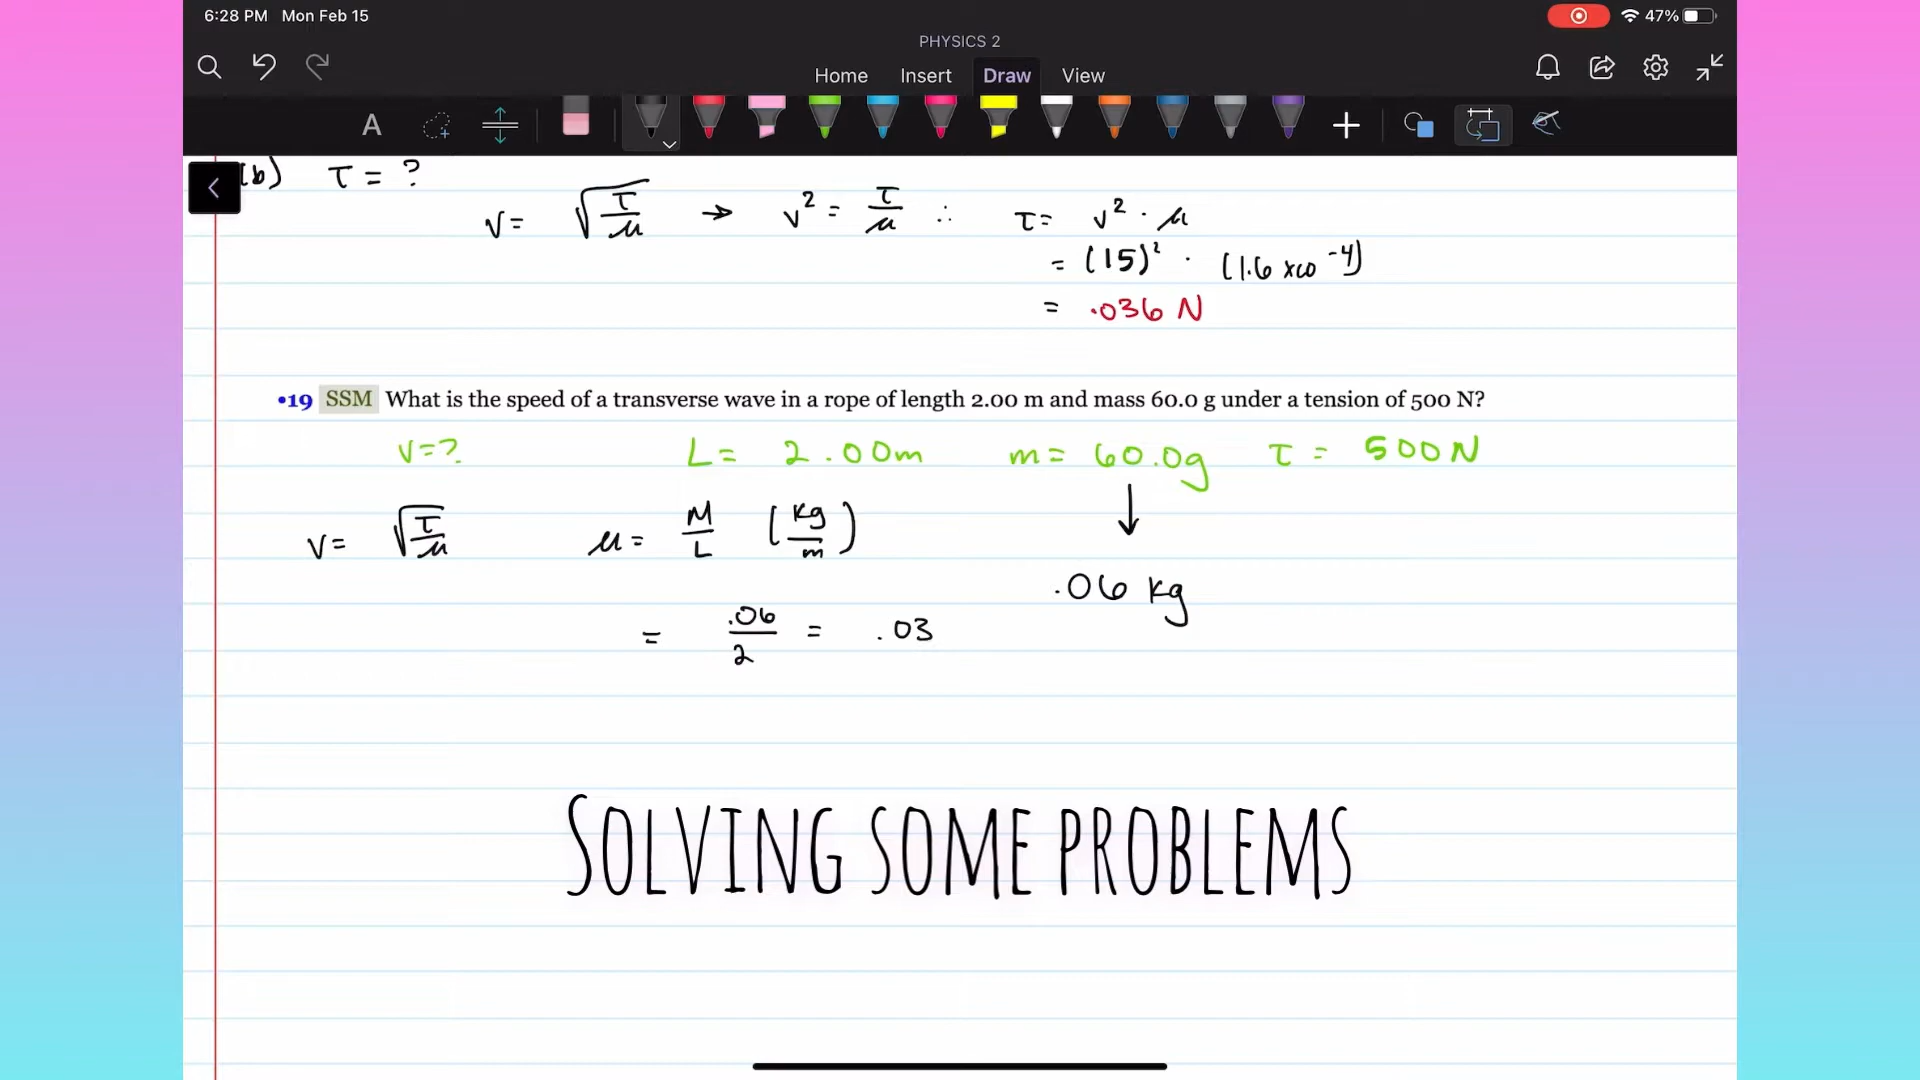 6:28 PM Mon Feb 15
47%
PHYSICS 2
Home Insert Draw View
A
(b) τ = ?
v = √(τ/μ) → v² = τ/μ ∴ τ = v² · μ
= (15)² · (1.6 x10⁻⁴)
= .036 N
•19 SSM What is the speed of a transverse wave in a rope of length 2.00 m and mass 60.0 g under a tension of 500 N?
v = ? L = 2.00m m = 60.0g τ = 500N
v = √(τ/μ) μ = M/L (kg/m)
.06 kg
= .06/2 = .03
SOLVING SOME PROBLEMS